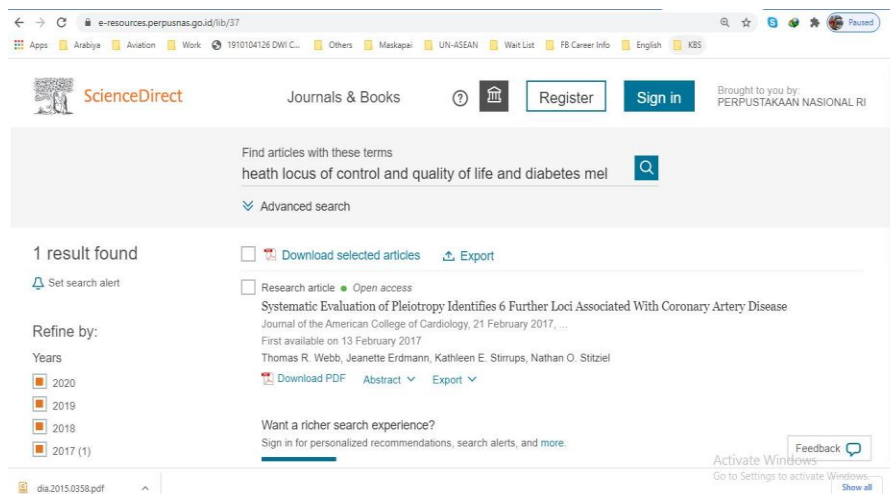 e-resources.perpusnas.go.id/lib/37
Paused
Apps Arabiya Aviation Work 1910104126 DWI C... Others Maskapai UN-ASEAN Wait List FB Career Info English KBS
ScienceDirect
Journals & Books
?
Register
Sign in
Brought to you by:
PERPUSTAKAAN NASIONAL RI
Find articles with these terms
heath locus of control and quality of life and diabetes mel
Advanced search
1 result found
Set search alert
Refine by:
Years
2020
2019
2018
2017 (1)
Download selected articles Export
Research article Open access
Systematic Evaluation of Pleiotropy Identifies 6 Further Loci Associated With Coronary Artery Disease
Journal of the American College of Cardiology, 21 February 2017, ...
First available on 13 February 2017
Thomas R. Webb, Jeanette Erdmann, Kathleen E. Stirrups, Nathan O. Stitziel
Download PDF Abstract Export
Want a richer search experience?
Sign in for personalized recommendations, search alerts, and more.
Feedback
Activate Windows
Go to Settings to activate Windows.
dia.2015.0358.pdf
Show all